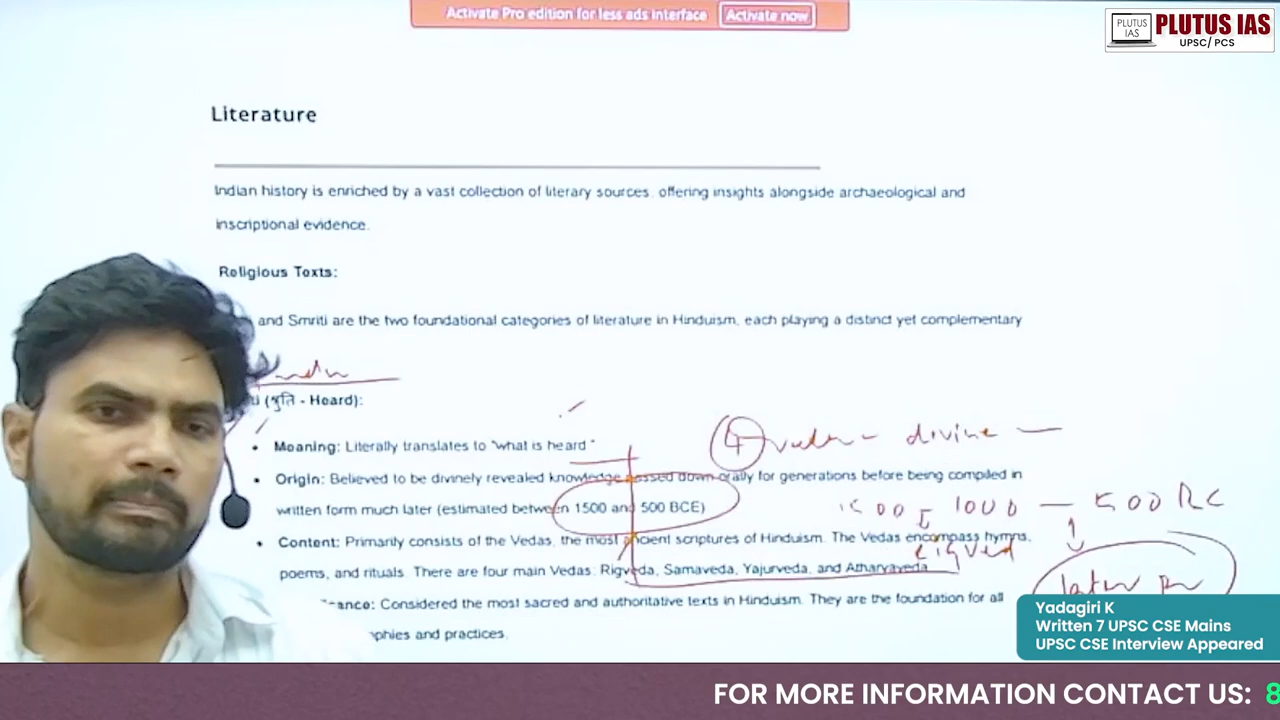 Activate Pro edition for less ads interface Activate now
PLUTUS IAS
PLUTUS IAS
UPSC/ PCS
Literature
Indian history is enriched by a vast collection of literary sources, offering insights alongside archaeological and
inscriptional evidence.
Religious Texts:
and Smriti are the two foundational categories of literature in Hinduism, each playing a distinct yet complementary
(श्रुति - Heard):
• Meaning: Literally translates to "what is heard"
4 vedas - divine —
• Origin: Believed to be divinely revealed knowledge passed down orally for generations before being compiled in
written form much later (estimated between 1500 and 500 BCE)
1500 - 1000 — 500 BC
• Content: Primarily consists of the Vedas, the most ancient scriptures of Hinduism. The Vedas encompass hymns,
rigved
poems, and rituals. There are four main Vedas: Rigveda, Samaveda, Yajurveda, and Atharvaveda
later
Considered the most sacred and authoritative texts in Hinduism. They are the foundation for all
and practices.
Yadagiri K
Written 7 UPSC CSE Mains
UPSC CSE Interview Appeared
FOR MORE INFORMATION CONTACT US: 8